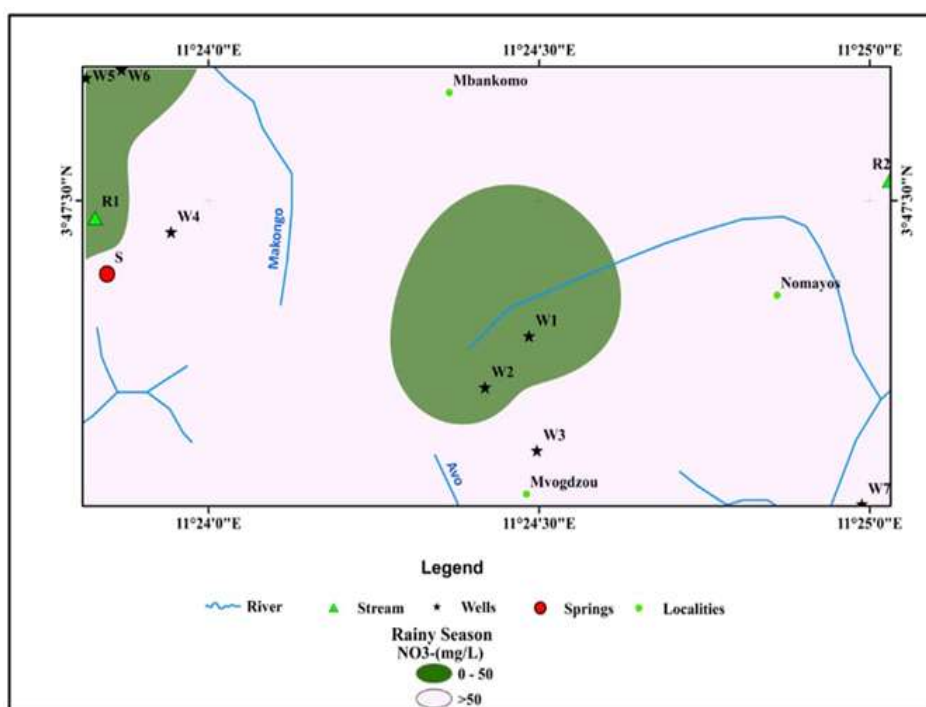 11°24'0"E 11°24'30"E 11°25'0"E
W5 W6
Mbankomo
R2
3°47'30"N 3°47'30"N
R1
W4
Makongo
S
Nomayos
W1
W2
W3
Avo
Mvogdzou
W7
11°24'0"E 11°24'30"E 11°25'0"E
Legend
River Stream Wells Springs Localities
Rainy Season
NO3-(mg/L)
0 - 50
>50